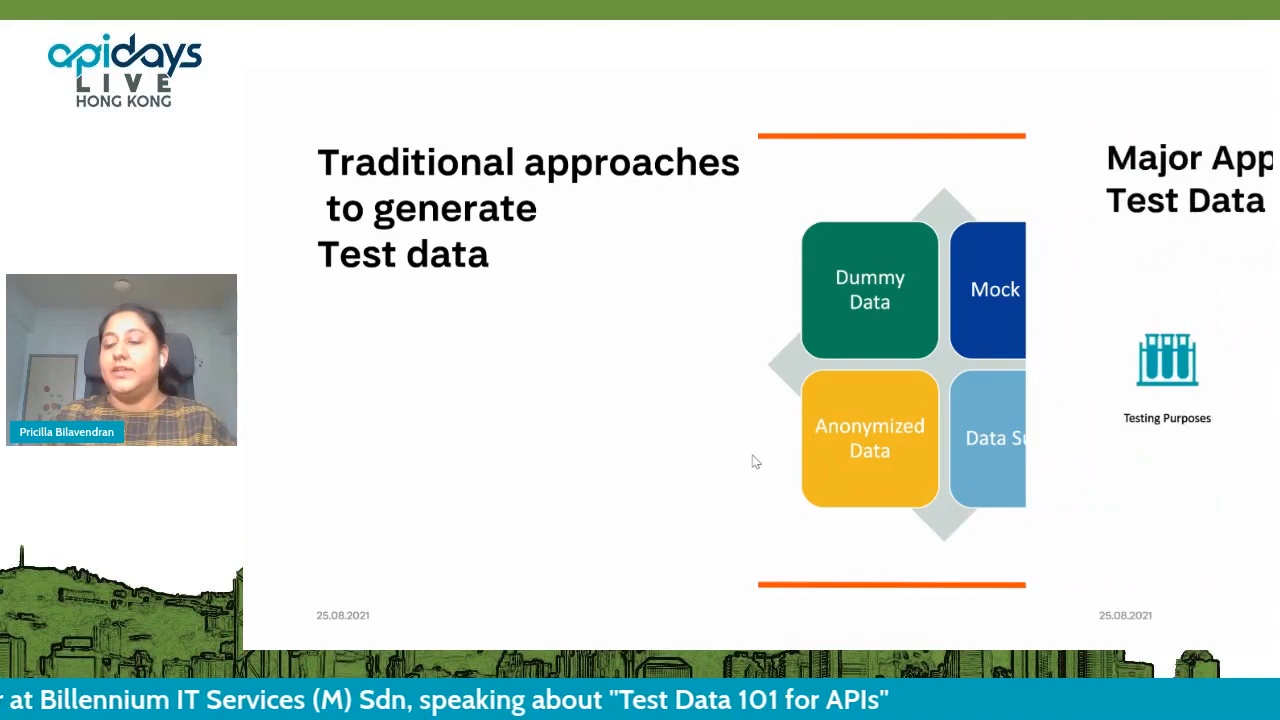 apidays
LIVE
HONG KONG
Traditional approaches
to generate
Test data
Dummy
Data
Mock
Anonymized
Data
Data
Major
Test Data
Testing Purposes
Pricilla Bilavendran
25.08.2021
25.08.2021
at Billennium IT Services (M) Sdn, speaking about "Test Data 101 for APIs"